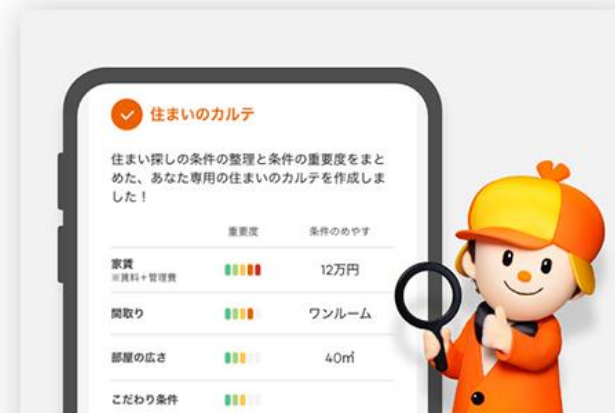 住まいのカルテ
住まい探しの条件の整理と条件の重要度をまと
めた、あなた専用の住まいのカルテを作成しま
した！
重要度 条件のめやす
家賃 12万円
※賃料＋管理費
間取り ワンルーム
部屋の広さ 40㎡
こだわり条件